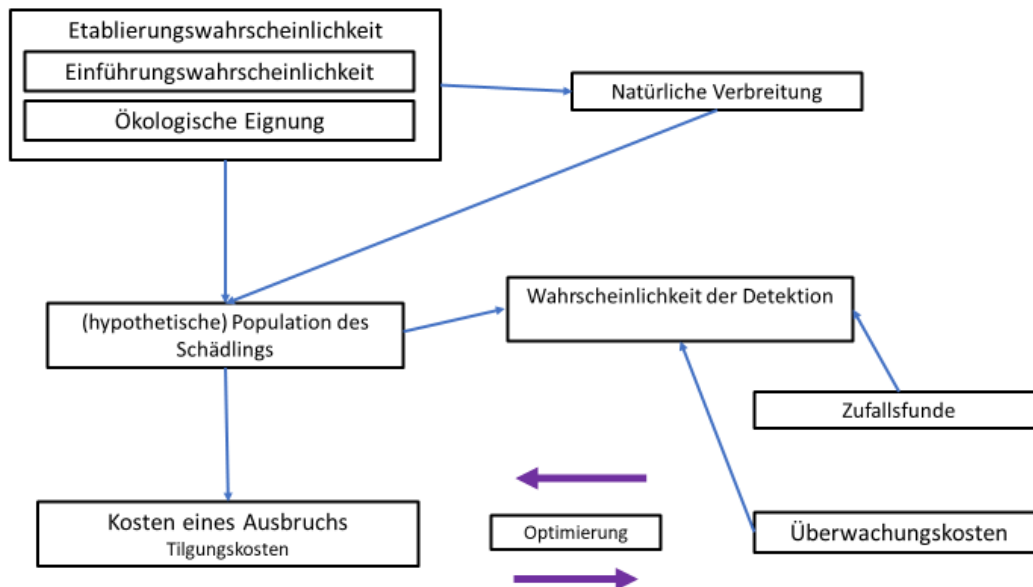 Etablierungswahrscheinlichkeit
Einführungswahrscheinlichkeit
Ökologische Eignung
Natürliche Verbreitung
(hypothetische) Population des
Schädlings
Wahrscheinlichkeit der Detektion
Zufallsfunde
Kosten eines Ausbruchs
Tilgungskosten
Optimierung
Überwachungskosten